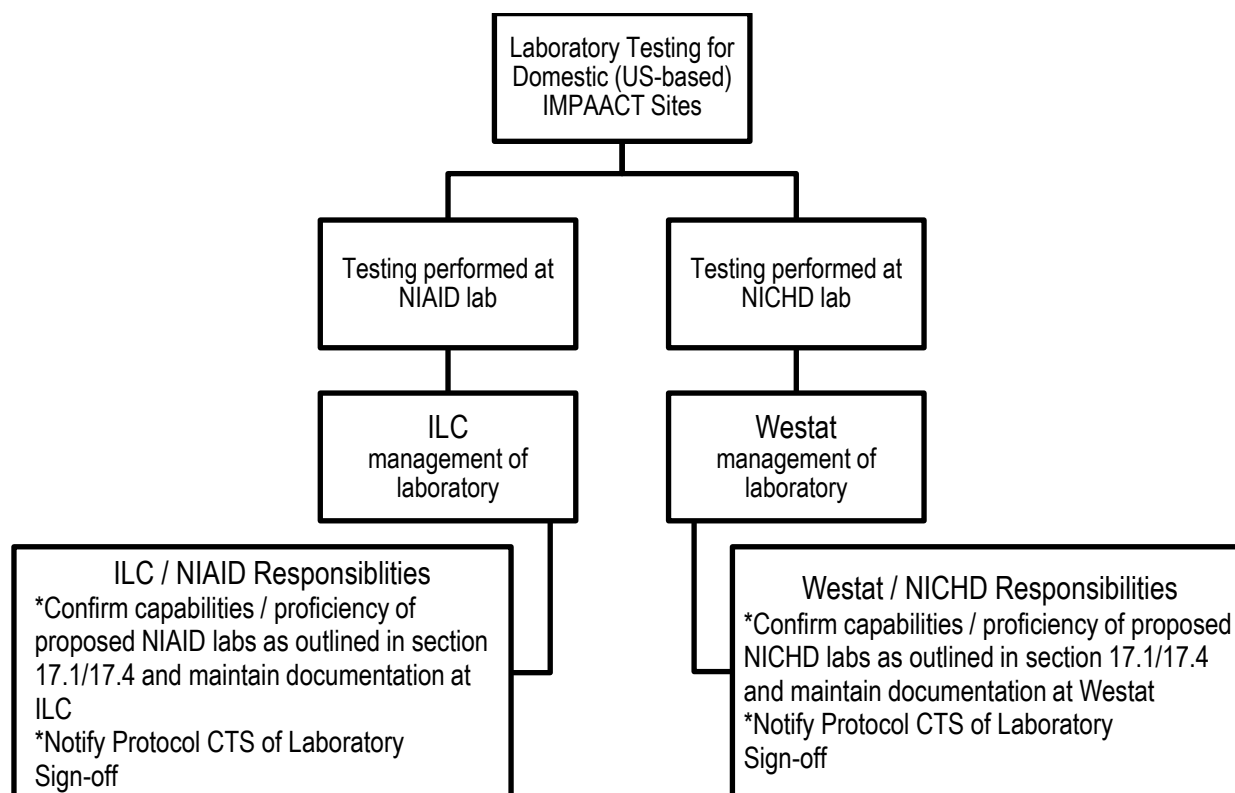 Laboratory Testing for
Domestic (US-based)
IMPAACT Sites
Testing performed at
NIAID lab
Testing performed at
NICHD lab
ILC
management of
laboratory
Westat
management of
laboratory
ILC / NIAID Responsiblities
*Confirm capabilities / proficiency of
proposed NIAID labs as outlined in section
17.1/17.4 and maintain documentation at
ILC
*Notify Protocol CTS of Laboratory
Sign-off
Westat / NICHD Responsibilities
*Confirm capabilities / proficiency of proposed
NICHD labs as outlined in section 17.1/17.4
and maintain documentation at Westat
*Notify Protocol CTS of Laboratory
Sign-off